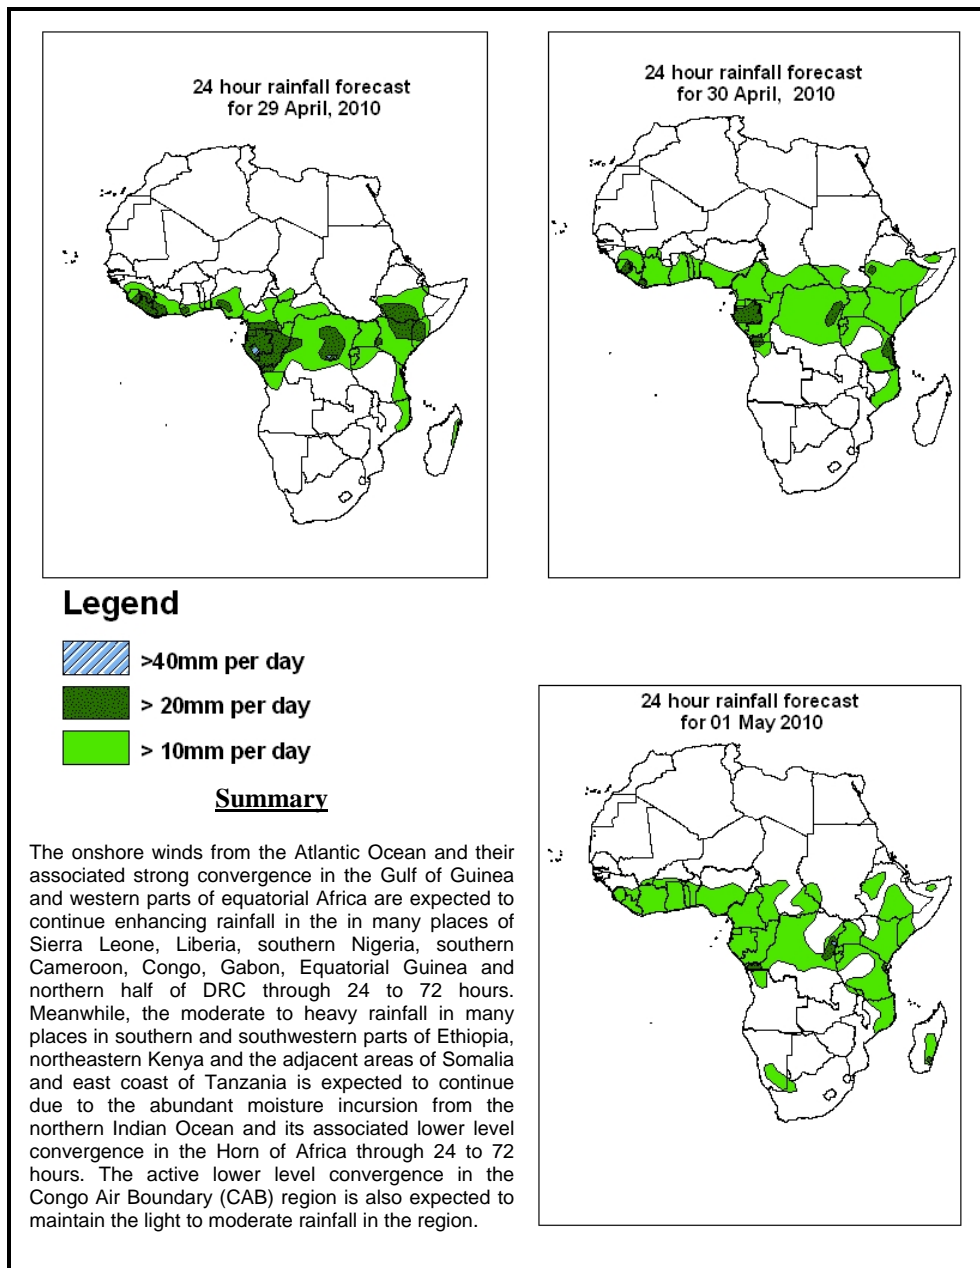 24 hour rainfall forecast
for 29 April, 2010
24 hour rainfall forecast
for 30 April, 2010
Legend
>40mm per day
> 20mm per day
> 10mm per day
24 hour rainfall forecast
for 01 May 2010
Summary
The onshore winds from the Atlantic Ocean and their
associated strong convergence in the Gulf of Guinea
and western parts of equatorial Africa are expected to
continue enhancing rainfall in the in many places of
Sierra Leone, Liberia, southern Nigeria, southern
Cameroon, Congo, Gabon, Equatorial Guinea and
northern half of DRC through 24 to 72 hours.
Meanwhile, the moderate to heavy rainfall in many
places in southern and southwestern parts of Ethiopia,
northeastern Kenya and the adjacent areas of Somalia
and east coast of Tanzania is expected to continue
due to the abundant moisture incursion from the
northern Indian Ocean and its associated lower level
convergence in the Horn of Africa through 24 to 72
hours. The active lower level convergence in the
Congo Air Boundary (CAB) region is also expected to
maintain the light to moderate rainfall in the region.